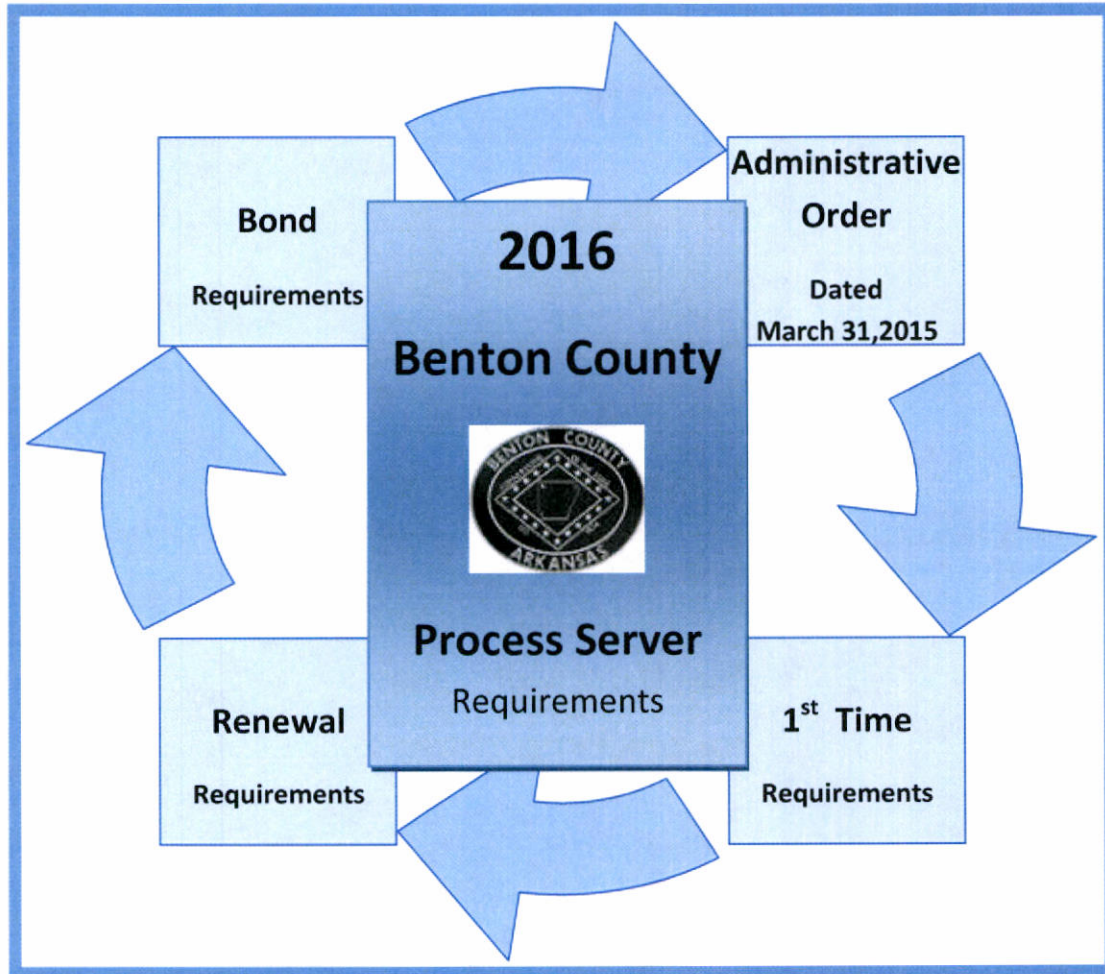 Bond
Requirements
Administrative
Order
Dated
March 31,2015
2016
Benton County
BENTON COUNTY
ARKANSAS
Process Server
Requirements
Renewal
Requirements
1st Time
Requirements